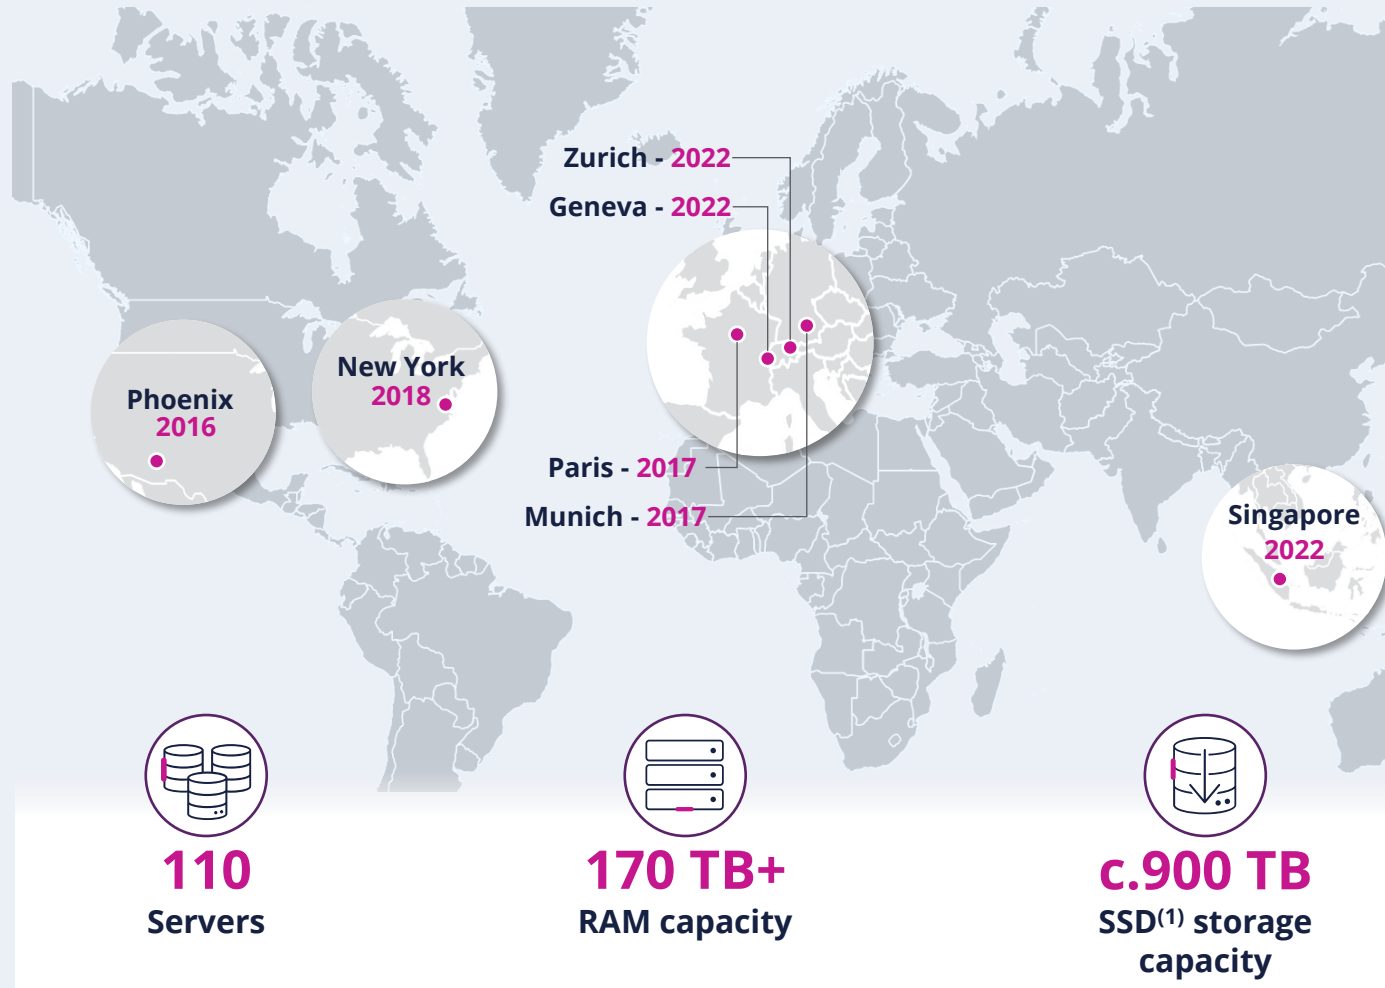 Zurich - 2022
Geneva - 2022
New York
2018
Phoenix
2016
Paris - 2017
Munich - 2017
Singapore
2022
110
Servers
170 TB+
RAM capacity
c.900 TB
SSD(1) storage
capacity